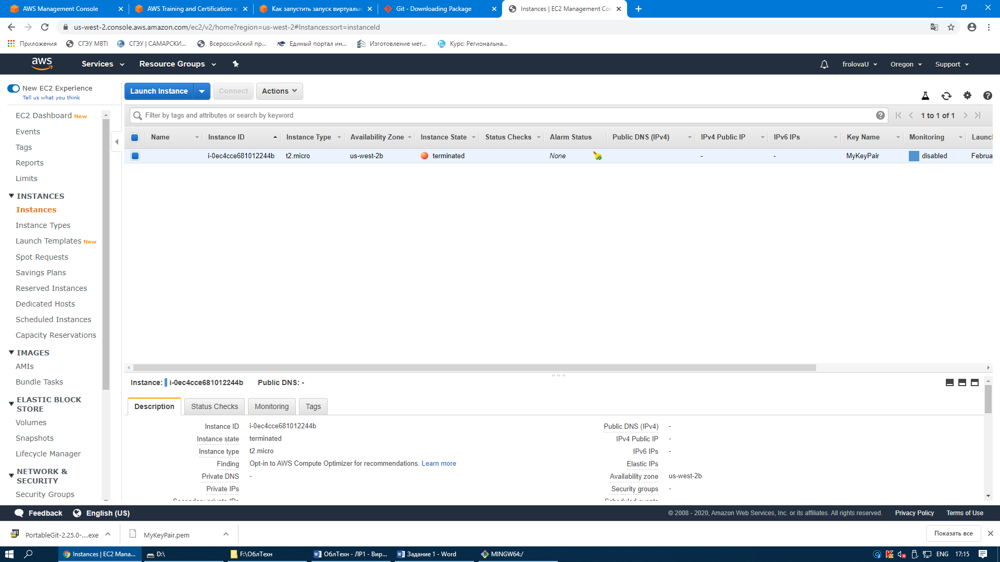 AWS Management Console
AWS Training and Certification: к
Как запустить запуск виртуаль
Git - Downloading Package
Instances | EC2 Management Con
us-west-2.console.aws.amazon.com/ec2/v2/home?region=us-west-2#Instances:sort=instanceId
Приложения
СГЭУ МВТІ
СГЭУ | САМАРСКИ...
Всероссийский пр...
Единый портал ин...
Изготовление мет...
Курс: Региональна...
aws
Services
Resource Groups
frolovaU
Oregon
Support
New EC2 Experience
Tell us what you think
Launch Instance
Connect
Actions
EC2 Dashboard New
Events
Tags
Reports
Limits
INSTANCES
Instances
Instance Types
Launch Templates New
Spot Requests
Savings Plans
Reserved Instances
Dedicated Hosts
Scheduled Instances
Capacity Reservations
IMAGES
AMIs
Bundle Tasks
ELASTIC BLOCK
STORE
Volumes
Snapshots
Lifecycle Manager
NETWORK &
SECURITY
Security Groups
Filter by tags and attributes or search by keyword
1 to 1 of 1
Name Instance ID Instance Type Availability Zone Instance State Status Checks Alarm Status Public DNS (IPv4) IPv4 Public IP IPv6 IPs Key Name Monitoring Launc
i-0ec4cce681012244b t2.micro us-west-2b terminated None - - MyKeyPair disabled Februa
Instance: i-0ec4cce681012244b Public DNS: -
Description Status Checks Monitoring Tags
Instance ID i-0ec4cce681012244b
Instance state terminated
Instance type t2.micro
Finding Opt-in to AWS Compute Optimizer for recommendations. Learn more
Private DNS -
Private IPs
Secondary private IPs
Public DNS (IPv4) -
IPv4 Public IP -
IPv6 IPs -
Elastic IPs
Availability zone us-west-2b
Security groups -
Scheduled events
Feedback
English (US)
© 2008 - 2020, Amazon Web Services, Inc. or its affiliates. All rights reserved.
Privacy Policy
Terms of Use
PortableGit-2.25.0-....exe
MyKeyPair.pem
Показать все
Instances | EC2 Mana...
D:\
F:\ОблТехн
ОблТехн - ЛР1 - Вир...
Задание 1 - Word
MINGW64:/
ENG
17:15